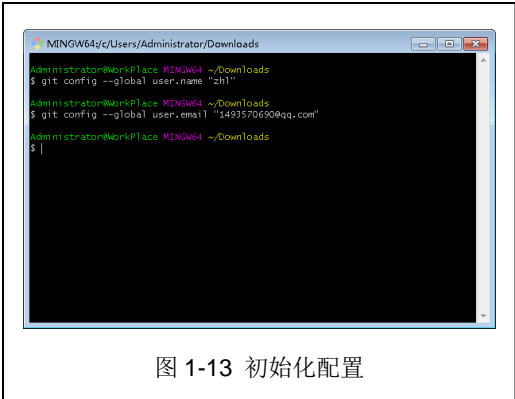 MINGW64:/c/Users/Administrator/Downloads
Administrator@WorkPlace MINGW64 ~/Downloads
$ git config --global user.name "zhl"
Administrator@WorkPlace MINGW64 ~/Downloads
$ git config --global user.email "1493570690@qq.com"
Administrator@WorkPlace MINGW64 ~/Downloads
$
图 1-13 初始化配置